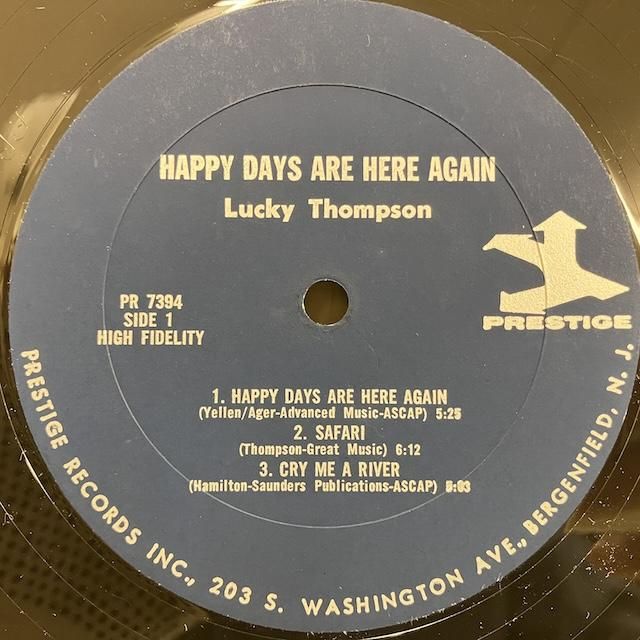 HAPPY DAYS ARE HERE AGAIN
Lucky Thompson
PRESTIGE
PR 7394
SIDE 1
HIGH FIDELITY
1. HAPPY DAYS ARE HERE AGAIN
(Yellen/Ager-Advanced Music-ASCAP) 5:25
2. SAFARI
(Thompson-Great Music) 6:12
3. CRY ME A RIVER
(Hamilton-Saunders Publications-ASCAP)
PRESTIGE RECORDS INC., 203 S. WASHINGTON AVE., BERGENFIELD, N. J.